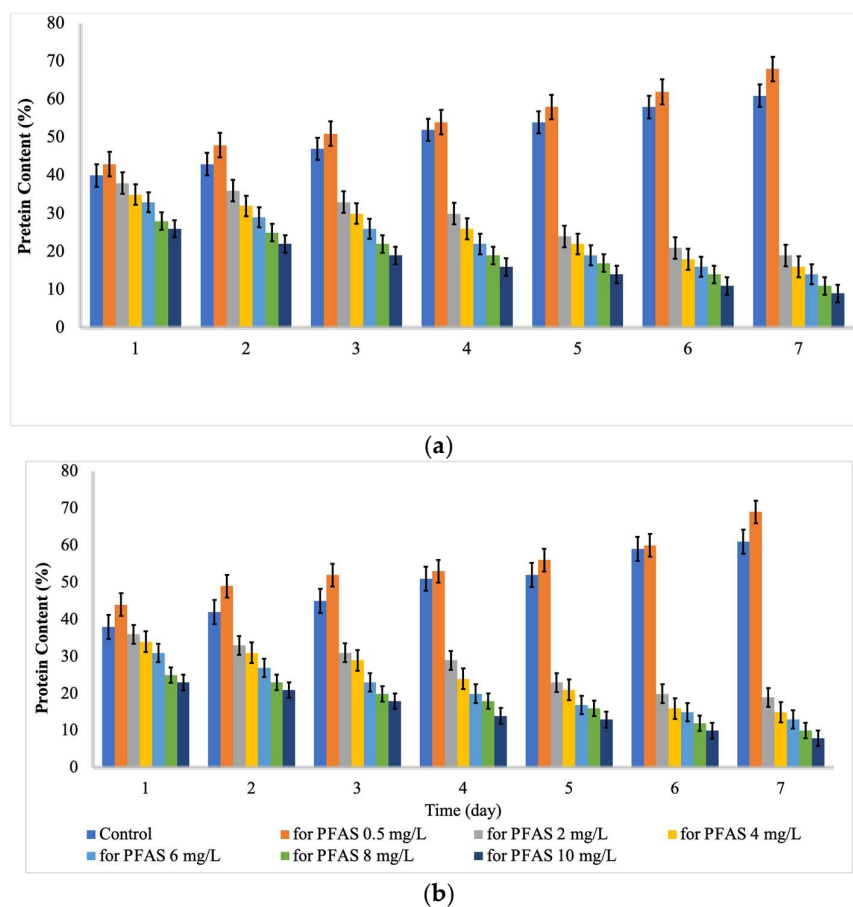 80
70
60
50
40
30
20
10
0
Pretein Content (%)
1 2 3 4 5 6 7
(a)
80
70
60
50
40
30
20
10
0
Protein Content (%)
1 2 3 4 5 6 7
Time (day)
Control for PFAS 0.5 mg/L for PFAS 2 mg/L for PFAS 4 mg/L
for PFAS 6 mg/L for PFAS 8 mg/L for PFAS 10 mg/L
(b)